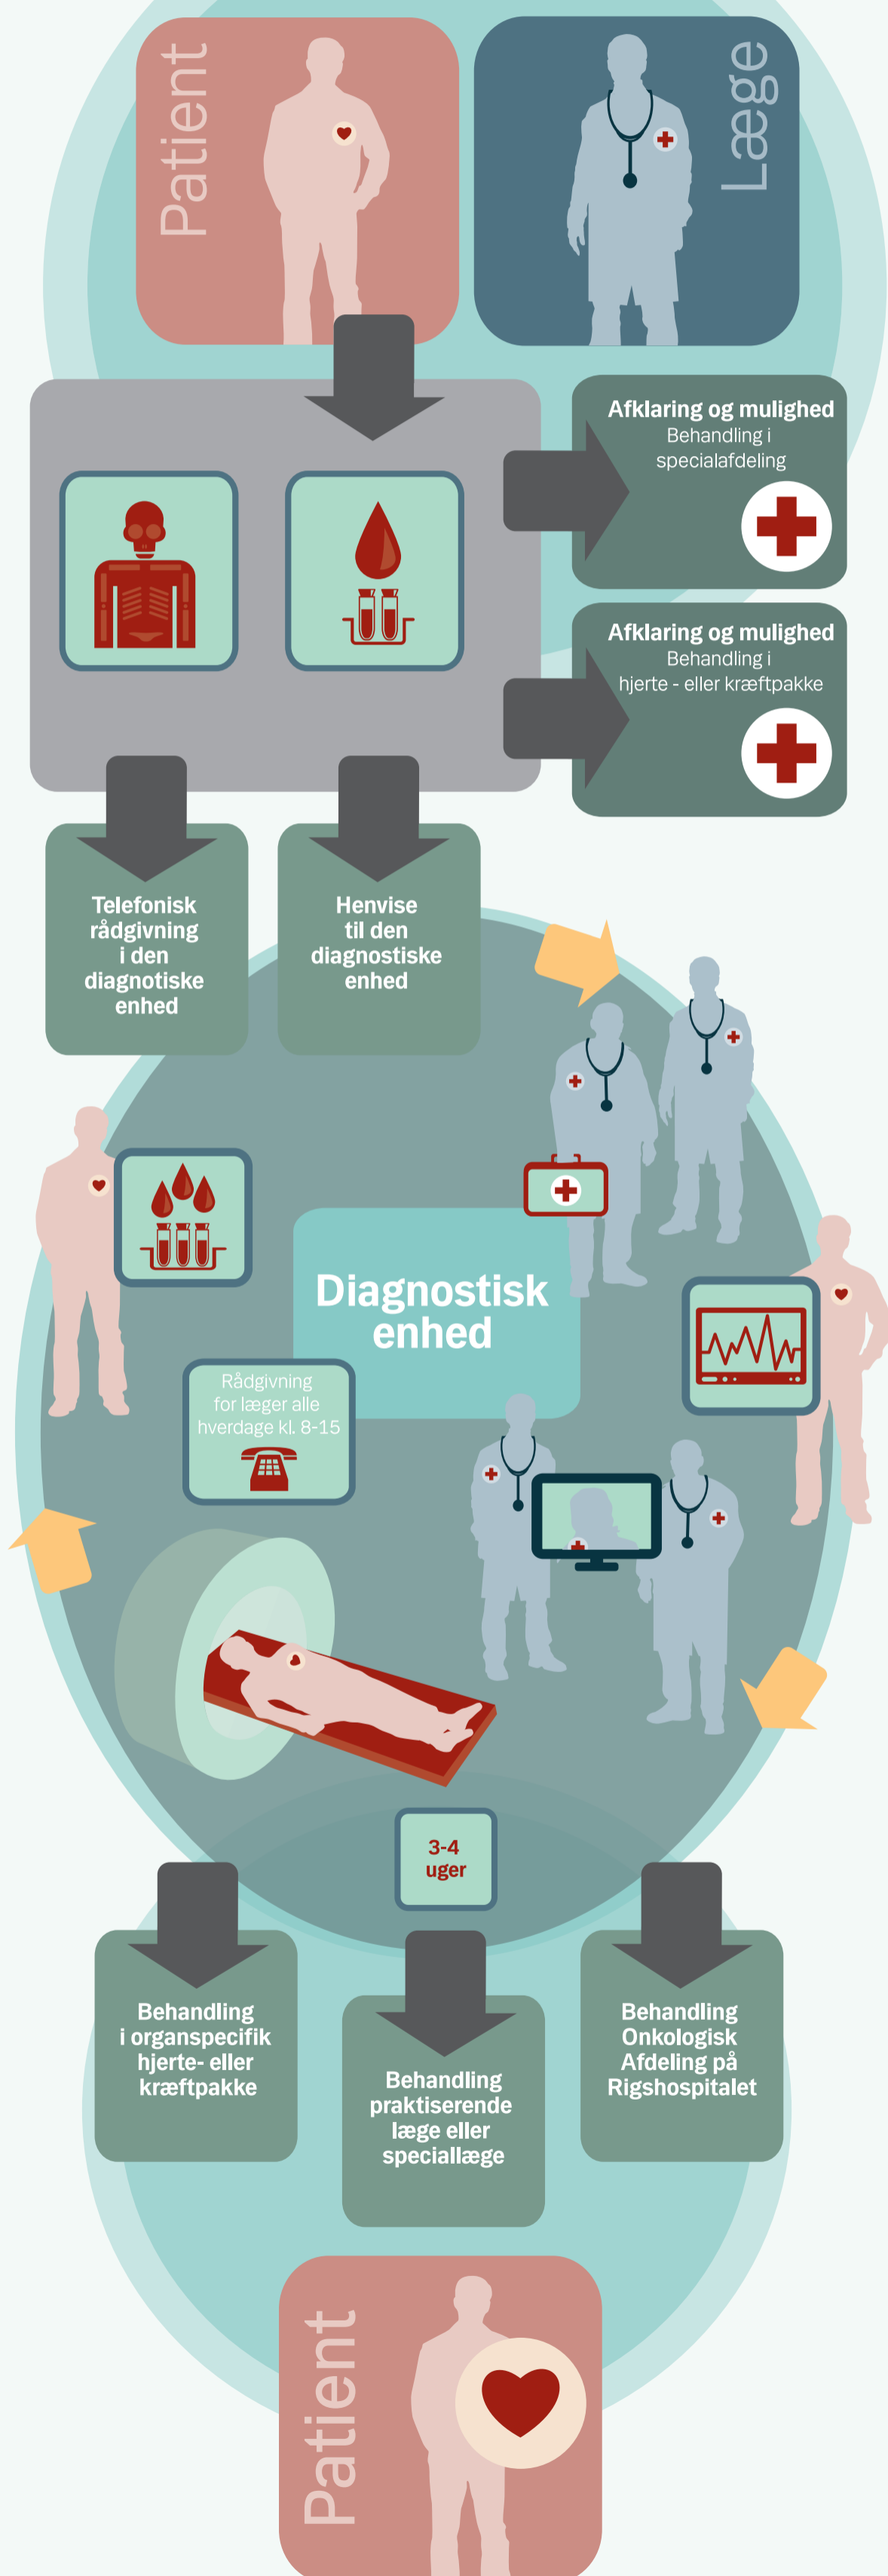 Patient
Læge
Afklaring og mulighed
Behandling i
specialafdeling
Afklaring og mulighed
Behandling i
hjerte - eller kræftpakke
Telefonisk
rådgivning
i den
diagnotiske
enhed
Henvise
til den
diagnostiske
enhed
Diagnostisk
enhed
Rådgivning
for læger alle
hverdage kl. 8-15
3-4
uger
Behandling
i organspecifik
hjerte- eller
kræftpakke
Behandling
praktiserende
læge eller
speciallæge
Behandling
Onkologisk
Afdeling på
Rigshospitalet
Patient